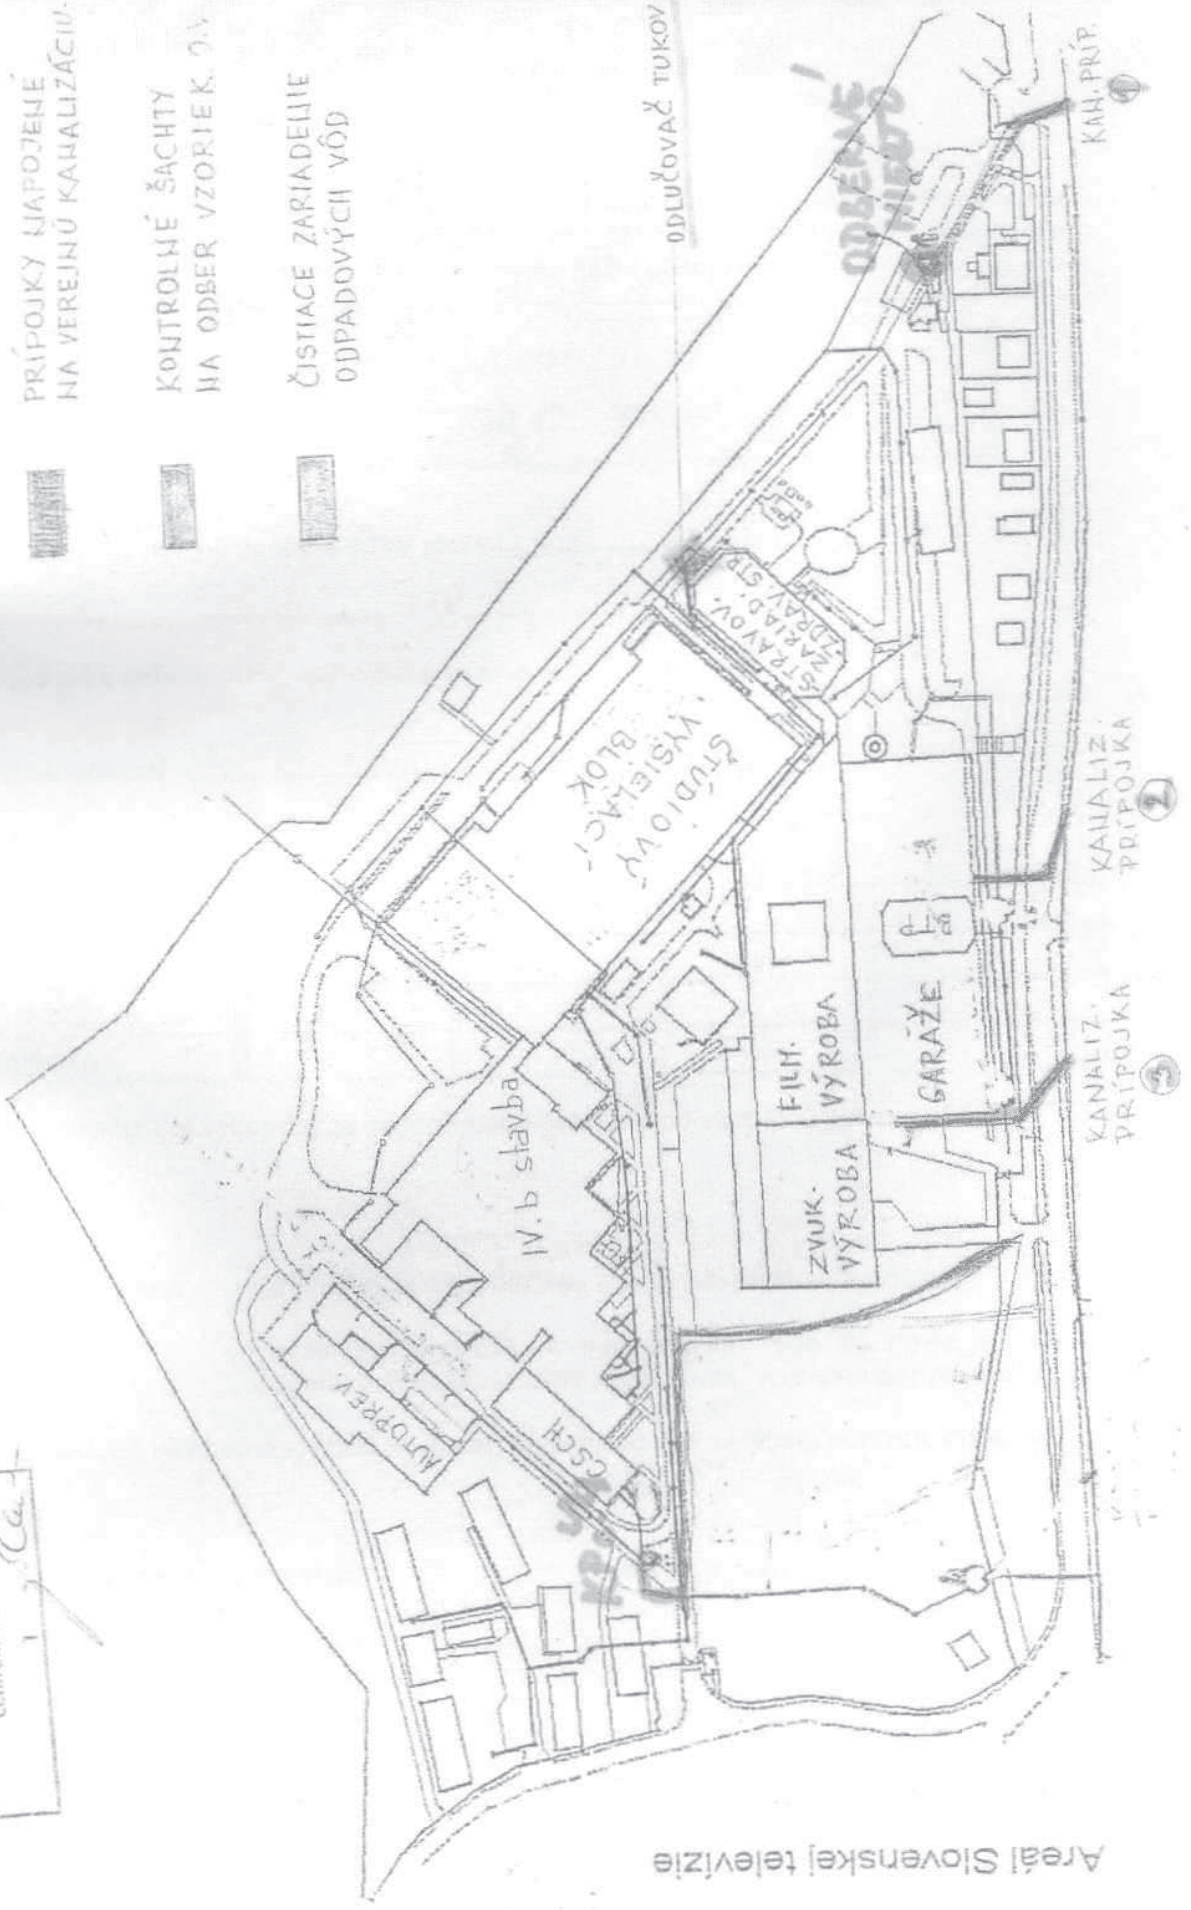 PRÍPOJKY NAPOJENÉ
NA VEREJNÚ KANALIZÁCIU
KONTROLNÉ ŠACHTY
NA ODBER VZORIEK O.V
ČISTIACE ZARIADENIE
ODPADOVÝCH VÔD
ODLUČOVAČ TUKOV
ODBERNÉ
MIESTO
KAN. PRÍP.
1
STRAVOV.
ZARIAD.
ZDRAV. STR.
ŠTÚDIOVÝ
VYSIELACÍ
BLOK
KANALIZ.
PRÍPOJKA
2
FILM.
VÝROBA
GARÁŽE
ZVUK.
VÝROBA
KANALIZ.
PRÍPOJKA
3
IV. b stavba
AUTOPREV.
CSCH
Areál Slovenskej televízie